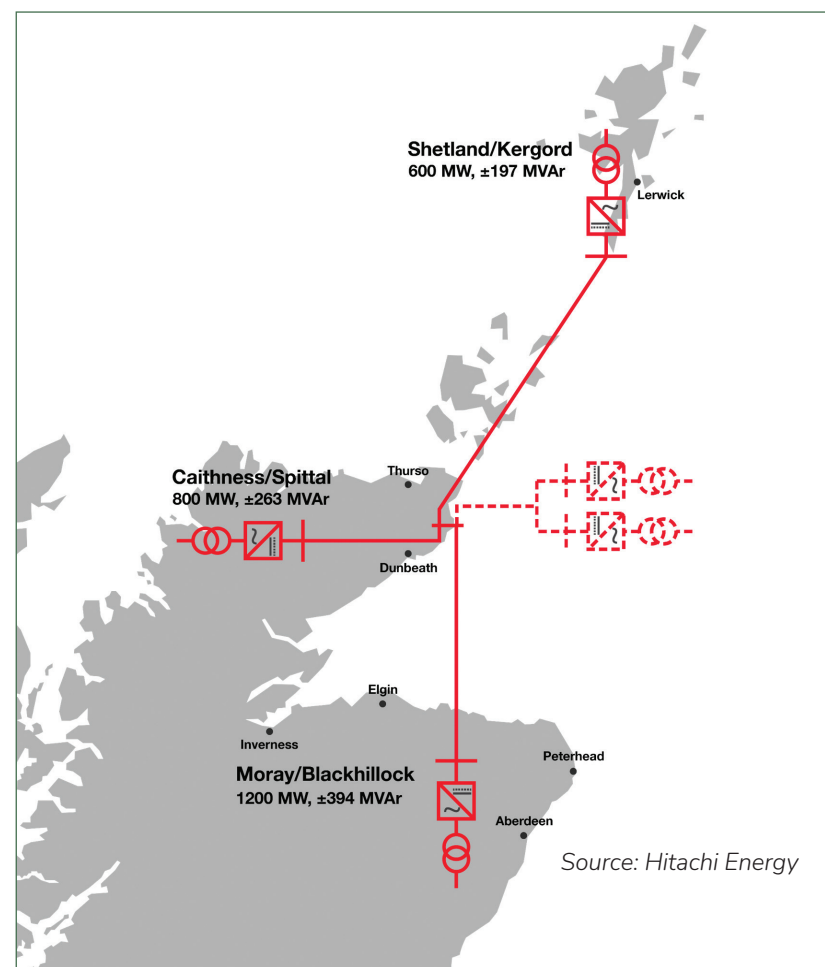 Shetland/Kergord
600 MW, ±197 MVAr
Lerwick
Caithness/Spittal
800 MW, ±263 MVAr
Thurso
Dunbeath
Elgin
Inverness
Moray/Blackhillock
1200 MW, ±394 MVAr
Peterhead
Aberdeen
Source: Hitachi Energy